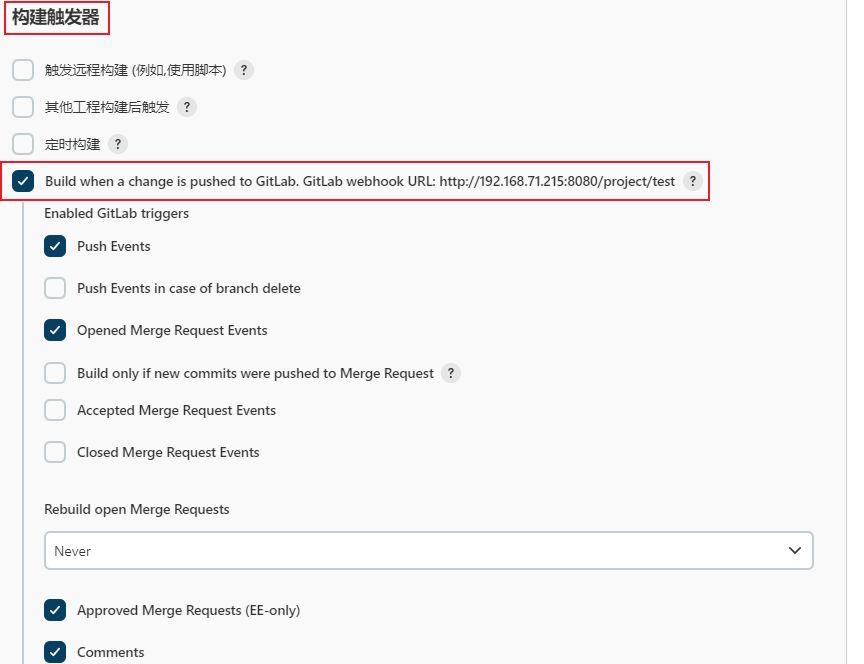 构建触发器
触发远程构建 (例如,使用脚本) ?
其他工程构建后触发 ?
定时构建 ?
Build when a change is pushed to GitLab. GitLab webhook URL: http://192.168.71.215:8080/project/test ?
Enabled GitLab triggers
Push Events
Push Events in case of branch delete
Opened Merge Request Events
Build only if new commits were pushed to Merge Request ?
Accepted Merge Request Events
Closed Merge Request Events
Rebuild open Merge Requests
Never
Approved Merge Requests (EE-only)
Comments